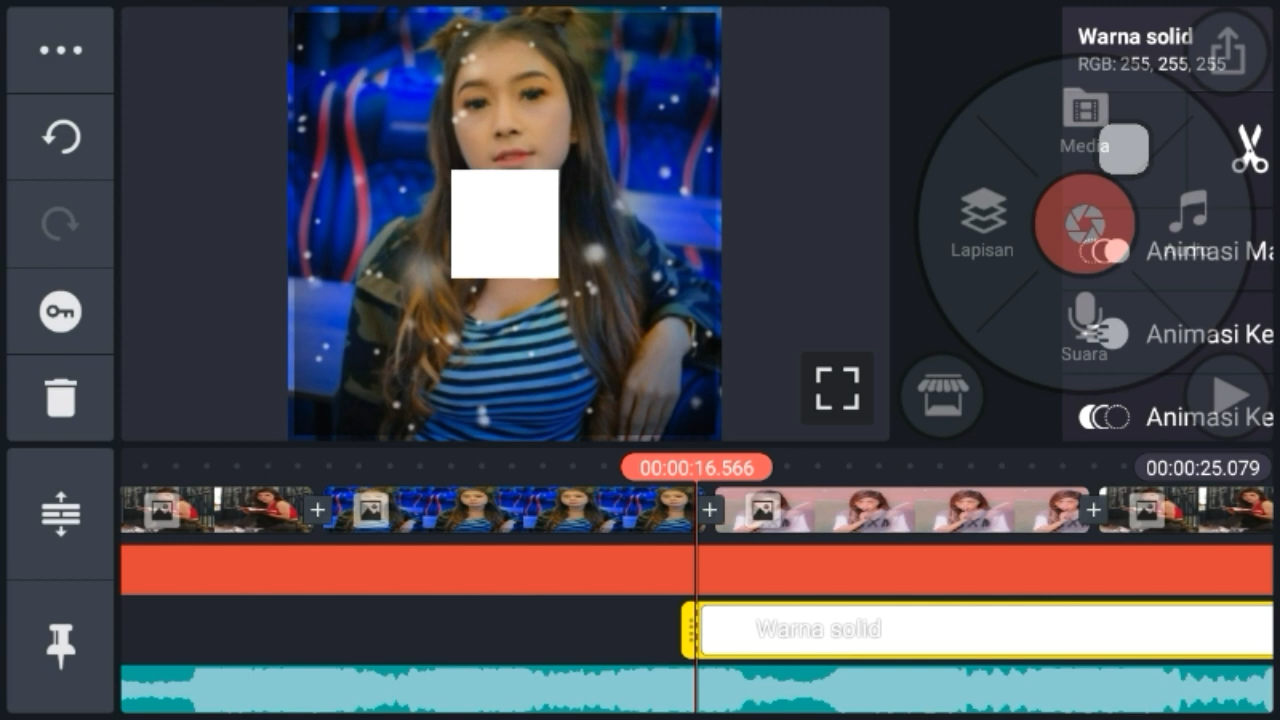 Warna solid
RGB: 255, 255, 255
Media
Lapisan
Audio
Animasi Ma
Animasi Ke
Suara
Animasi Ke
00:00:16.566
00:00:25.079
Warna solid